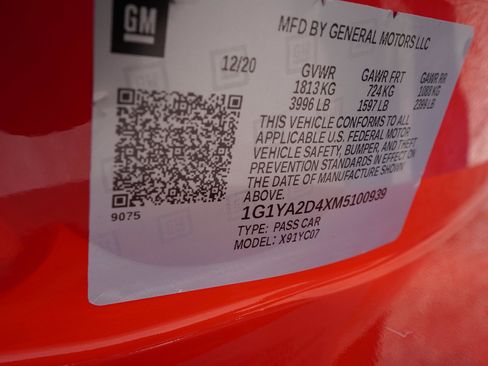 GM
MFD BY GENERAL MOTORS LLC
12/20
GVWR GAWR FRT GAWR RR
1813 KG 724 KG 1088 KG
3996 LB 1597 LB 2399 LB
THIS VEHICLE CONFORMS TO ALL
APPLICABLE U.S. FEDERAL MOTOR
VEHICLE SAFETY, BUMPER, AND THEFT
PREVENTION STANDARDS IN EFFECT ON
THE DATE OF MANUFACTURE SHOWN
ABOVE.
9075
1G1YA2D4XM5100939
TYPE: PASS CAR
MODEL: X91YC07